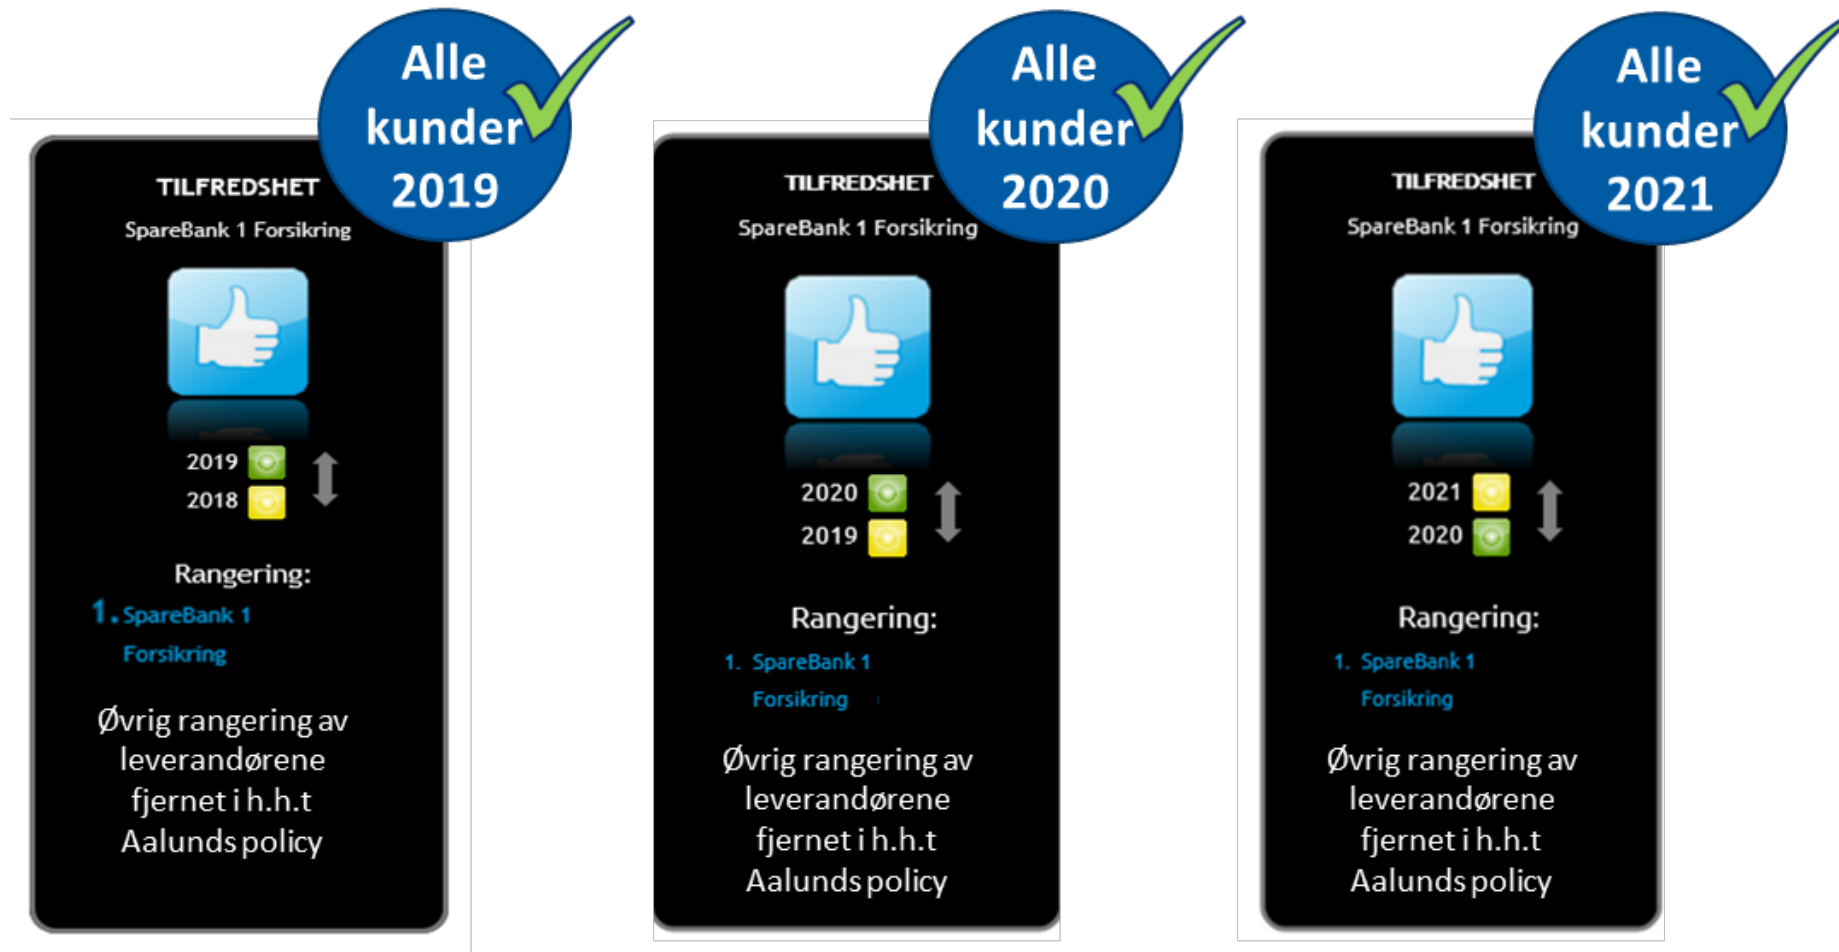 Alle
kunder
2019
TILFREDSHET
SpareBank 1 Forsikring
2019
2018
Rangering:
1. SpareBank 1
Forsikring
Øvrig rangering av
leverandørene
fjernet i h.h.t
Aalunds policy
Alle
kunder
2020
TILFREDSHET
SpareBank 1 Forsikring
2020
2019
Rangering:
1. SpareBank 1
Forsikring
Øvrig rangering av
leverandørene
fjernet i h.h.t
Aalunds policy
Alle
kunder
2021
TILFREDSHET
SpareBank 1 Forsikring
2021
2020
Rangering:
1. SpareBank 1
Forsikring
Øvrig rangering av
leverandørene
fjernet i h.h.t
Aalunds policy